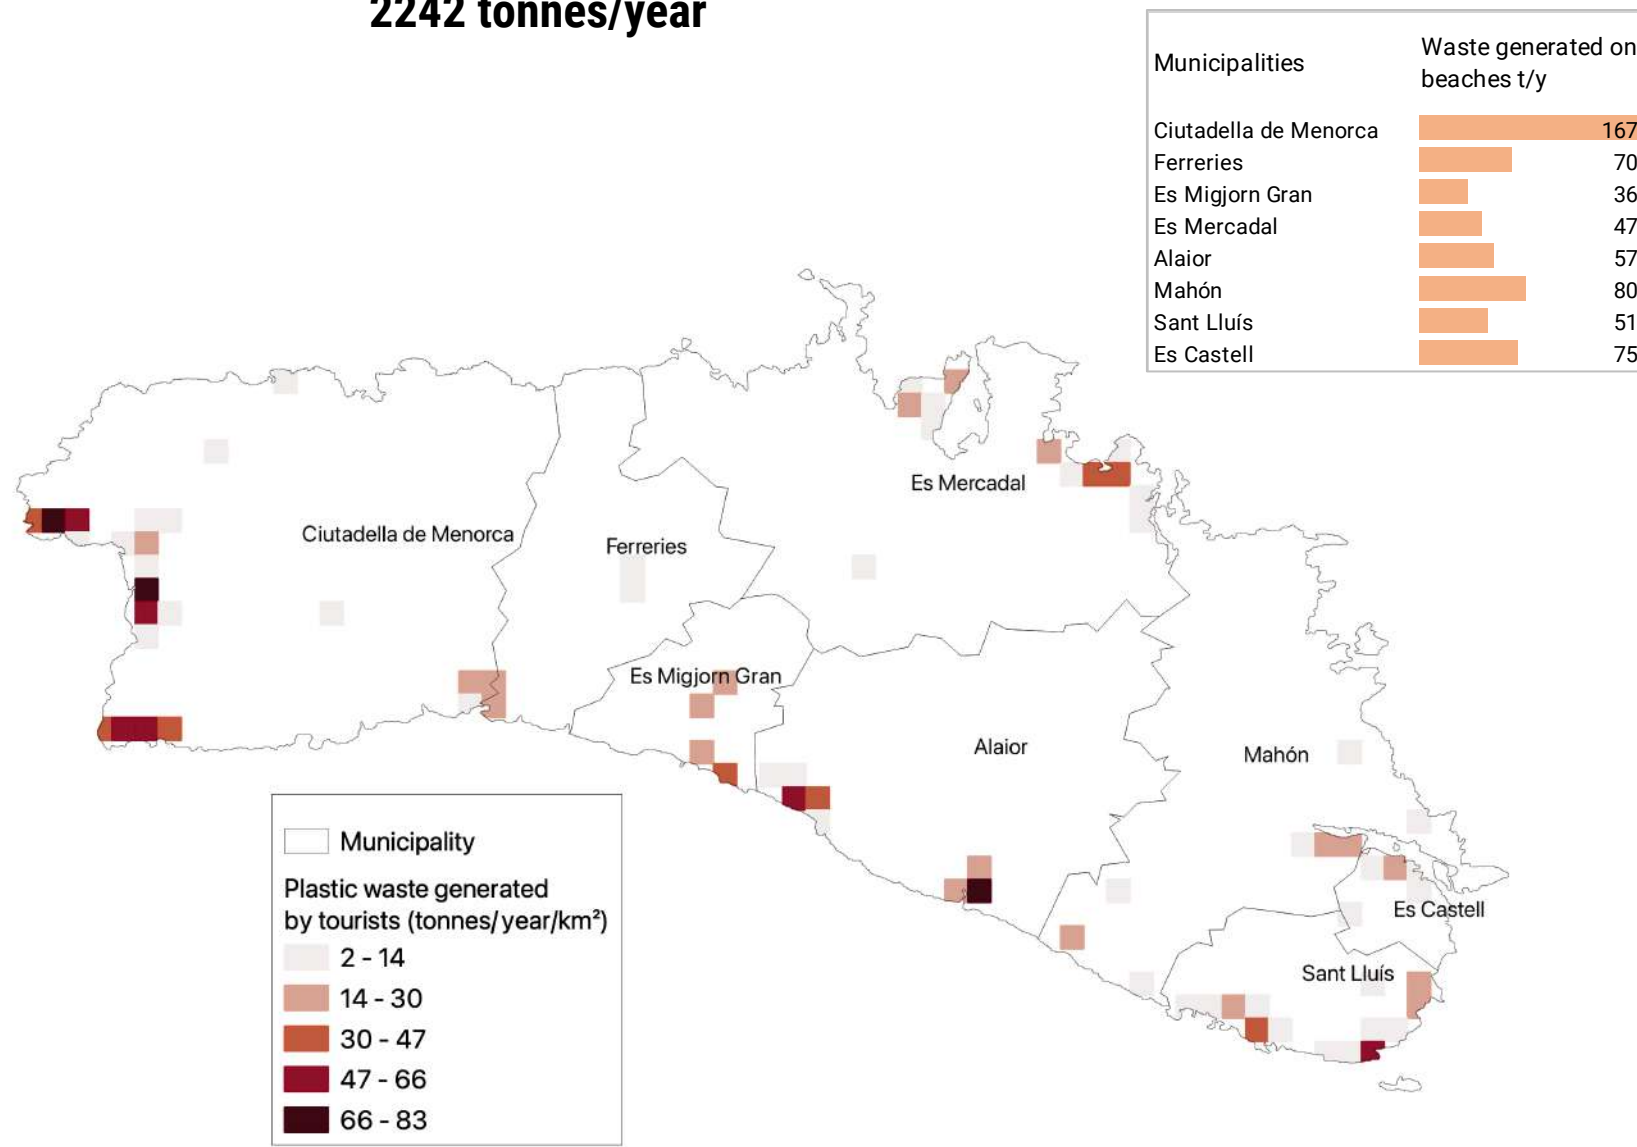 2242 tonnes/year
Municipalities
Waste generated on
beaches t/y
Ciutadella de Menorca 167
Ferreries 70
Es Migjorn Gran 36
Es Mercadal 47
Alaior 57
Mahón 80
Sant Lluís 51
Es Castell 75
Es Mercadal
Ciutadella de Menorca
Ferreries
Es Migjorn Gran
Alaior
Mahón
Es Castell
Sant Lluís
Municipality
Plastic waste generated
by tourists (tonnes/year/km²)
2 - 14
14 - 30
30 - 47
47 - 66
66 - 83